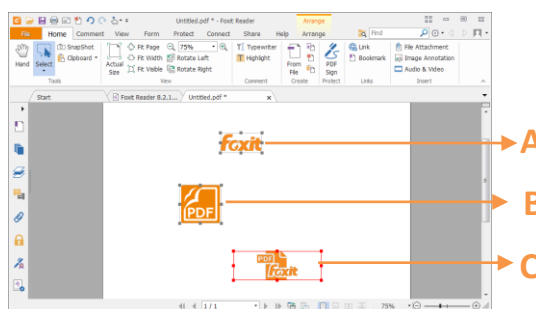 Untitled.pdf * - Foxit Reader
Arrange
File Home Comment View Form Protect Connect Share Help Arrange
Find
Hand
Select
SnapShot
Clipboard
Tools
Actual Size
Fit Page
Fit Width
Fit Visible
75%
Rotate Left
Rotate Right
View
Typewriter
Highlight
Comment
From File
Create
PDF Sign
Protect
Link
Bookmark
Links
File Attachment
Image Annotation
Audio & Video
Insert
Start
Foxit Reader 8.2.1...
Untitled.pdf *
foxit
A
PDF
B
PDF
foxit
C
1 / 1
75%